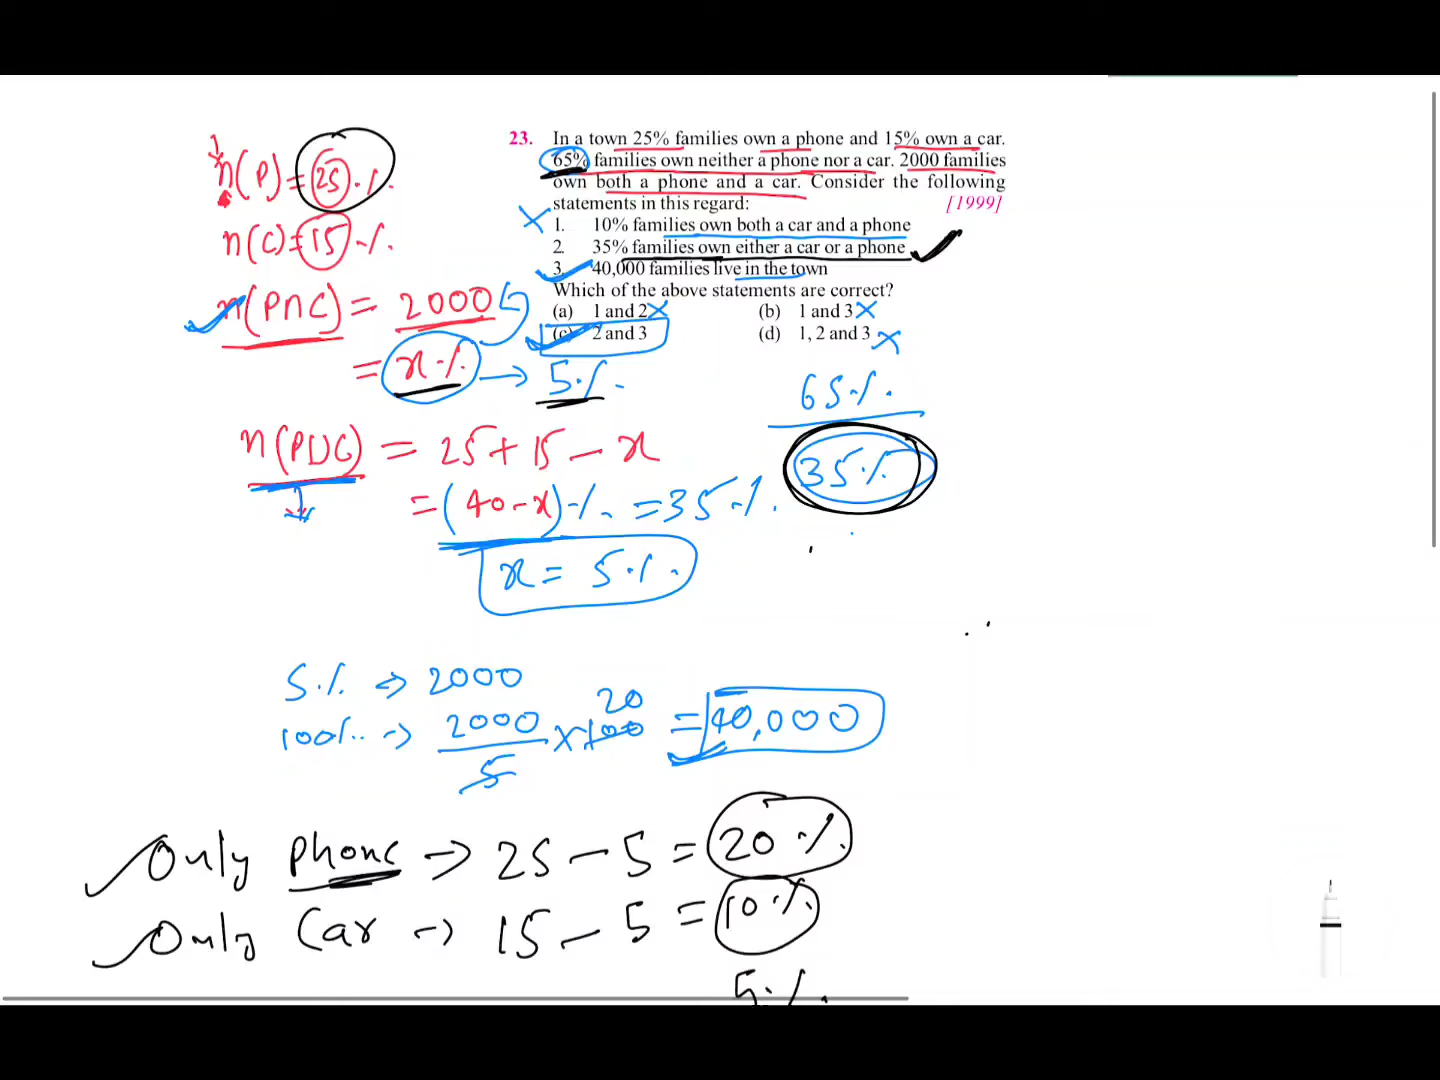 23. In a town 25% families own a phone and 15% own a car.
65% families own neither a phone nor a car. 2000 families
own both a phone and a car. Consider the following
statements in this regard: [1999]
1. 10% families own both a car and a phone
2. 35% families own either a car or a phone
3. 40,000 families live in the town
Which of the above statements are correct?
(a) 1 and 2 (b) 1 and 3
(c) 2 and 3 (d) 1, 2 and 3
n(P) = 25%
n(C) = 15%
n(P∩C) = 2000
= x% → 5%
65%
35%
n(P∪C) = 25 + 15 - x
= (40 - x)% = 35%
x = 5%
5% → 2000
100% → 2000/5 × 100 20 = 40,000
Only phone → 25 - 5 = 20%
Only Car → 15 - 5 = 10%
5%